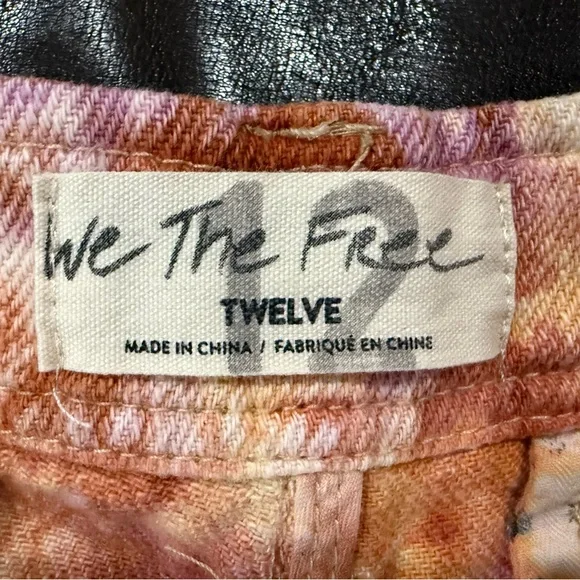 12
We The Free
TWELVE
MADE IN CHINA / FABRIQUÉ EN CHINE